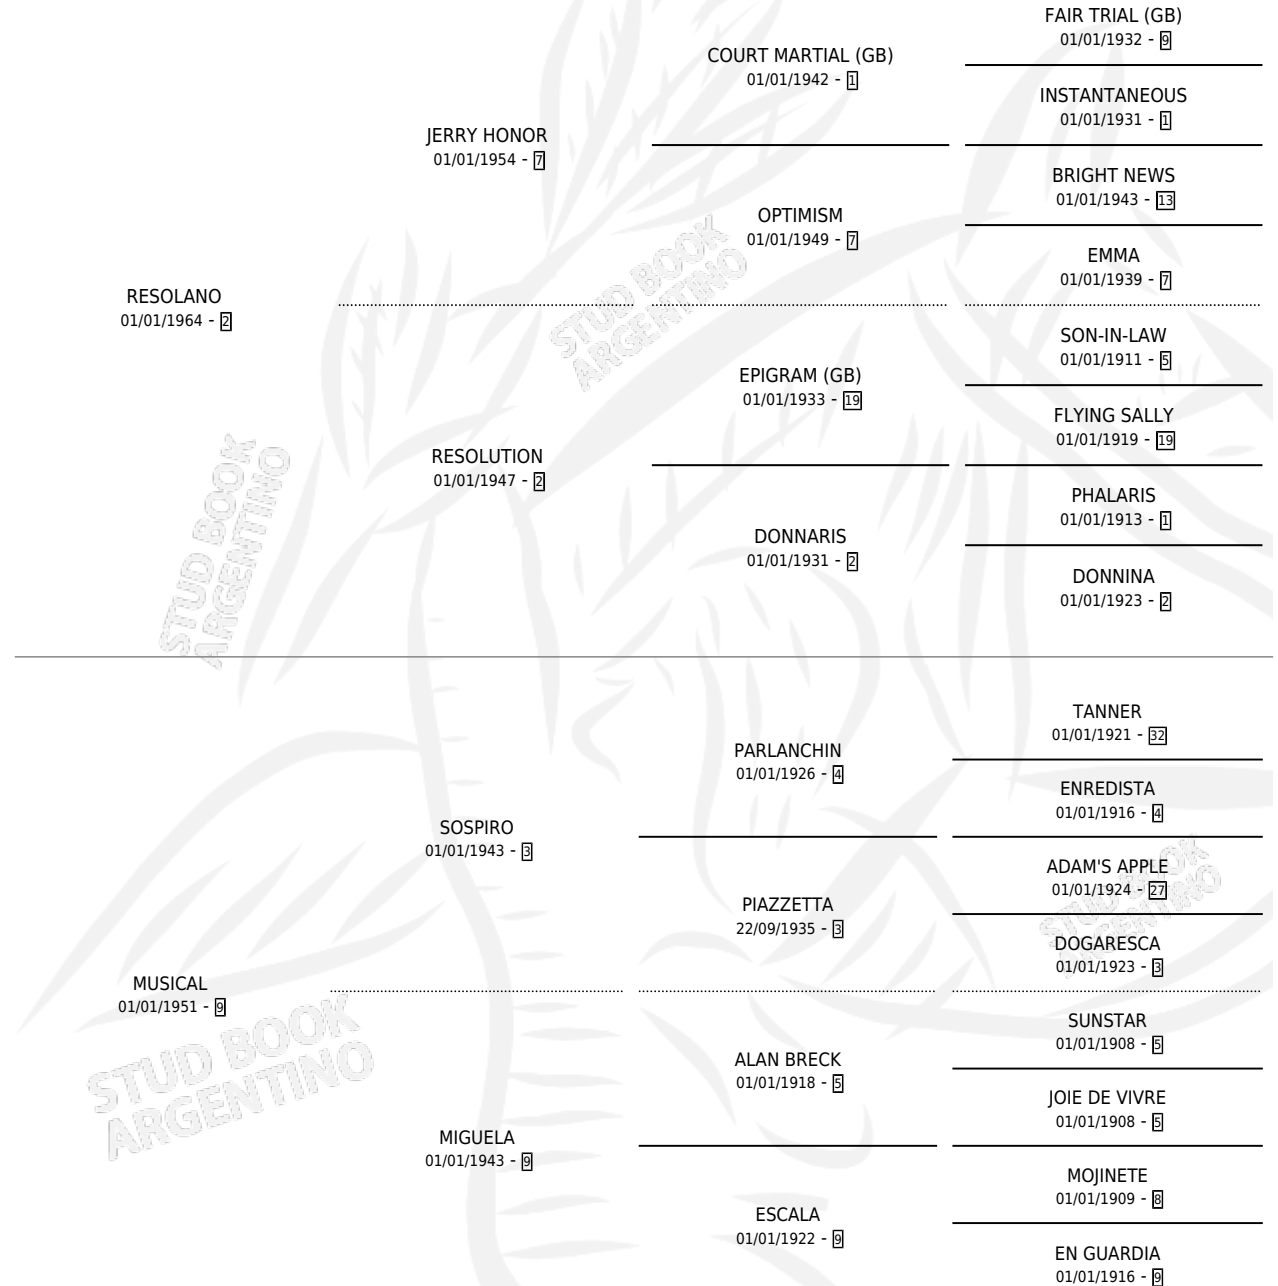 FAIR TRIAL (GB)
01/01/1932 - 9
COURT MARTIAL (GB)
01/01/1942 - 1
INSTANTANEOUS
01/01/1931 - 1
JERRY HONOR
01/01/1954 - 7
BRIGHT NEWS
01/01/1943 - 13
OPTIMISM
01/01/1949 - 7
EMMA
01/01/1939 - 7
RESOLANO
01/01/1964 - 2
SON-IN-LAW
01/01/1911 - 5
EPIGRAM (GB)
01/01/1933 - 19
FLYING SALLY
01/01/1919 - 19
RESOLUTION
01/01/1947 - 2
PHALARIS
01/01/1913 - 1
DONNARIS
01/01/1931 - 2
DONNINA
01/01/1923 - 2
TANNER
01/01/1921 - 32
PARLANCHIN
01/01/1926 - 4
ENREDISTA
01/01/1916 - 4
SOSPIRO
01/01/1943 - 3
ADAM'S APPLE
01/01/1924 - 27
PIAZZETTA
22/09/1935 - 3
DOGARESCA
01/01/1923 - 3
MUSICAL
01/01/1951 - 9
SUNSTAR
01/01/1908 - 5
ALAN BRECK
01/01/1918 - 5
JOIE DE VIVRE
01/01/1908 - 5
MIGUELA
01/01/1943 - 9
MOJINETE
01/01/1909 - 8
ESCALA
01/01/1922 - 9
EN GUARDIA
01/01/1916 - 9
STUD BOOK
ARGENTINO
STUD BOOK
ARGENTINO
STUD BOOK
ARGENTINO
STUD BOOK
ARGENTINO